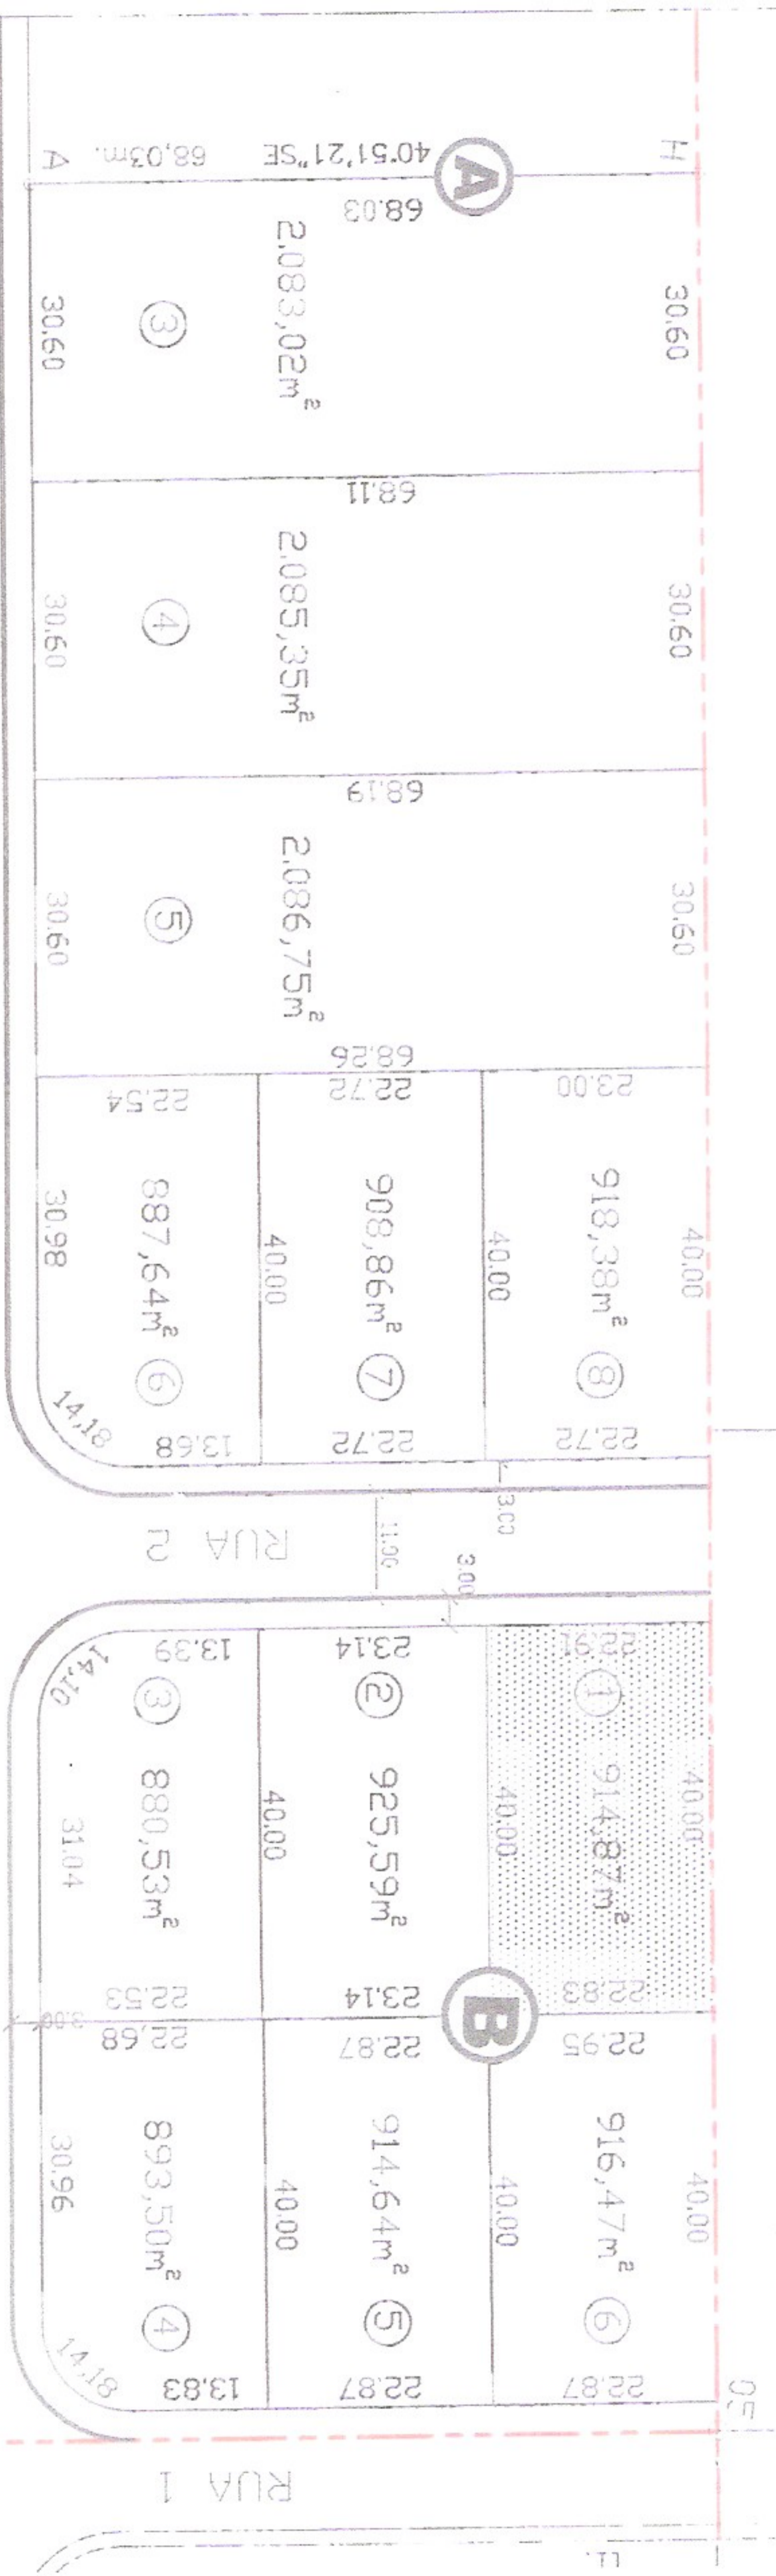 H
A
40°51'21"SE
68,03m.
A
68.03
30.60
2.083,02m²
3
30.60
68.11
30.60
2.085,35m²
4
30.60
68.19
30.60
2.086,75m²
5
30.60
68.26
23.00
22.72
22.54
40.00
918,38m²
8
22.72
40.00
908,86m²
7
22.72
40.00
887,64m²
6
30.98
14,18
13.68
3.00
11.00
RUA 2
3.00
22.91
1
914,87m²
40.00
22.83
40.00
23.14
2
925,59m²
23.14
40.00
13.39
3
880,53m²
14,10
31.04
22.53
B
3.00
22.95
916,47m²
6
40.00
22.87
40.00
22.87
914,64m²
5
22.87
40.00
22,68
893,50m²
4
30.96
14,18
13.83
RUA 1